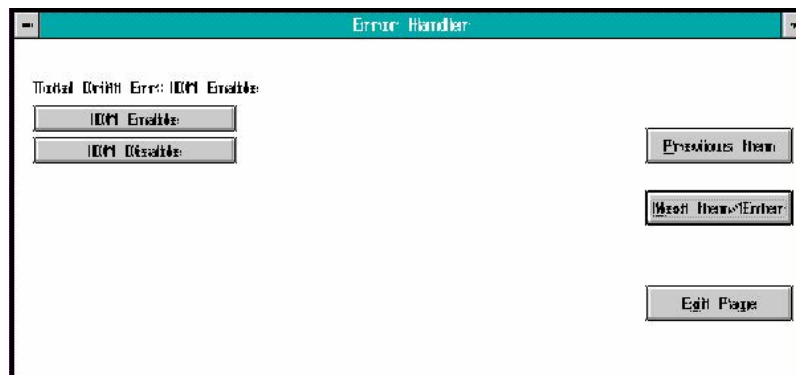 Error Handler
Total Drift Err: IDM Enable
IDM Enable
IDM Disable
Previous Item
Next Item/Enter
Exit Page